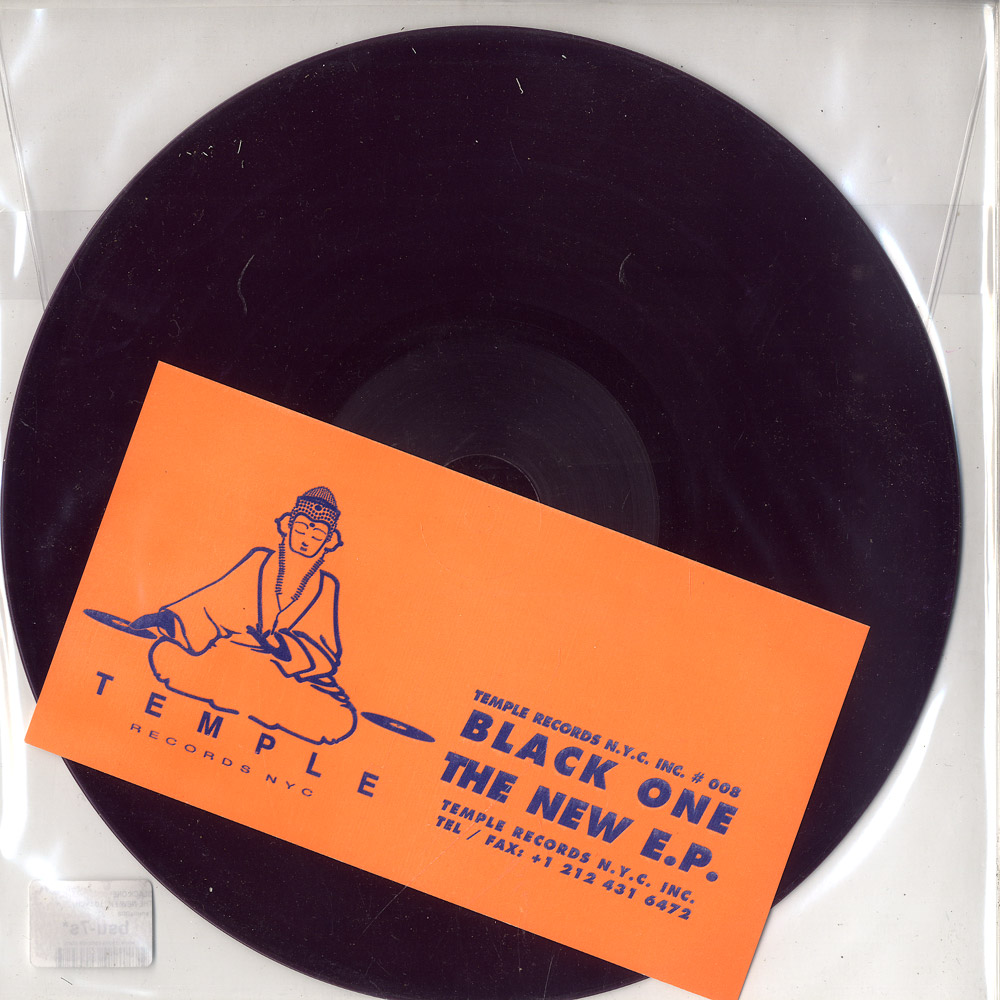 TEMPLE
RECORDS NYC
TEMPLE RECORDS N.Y.C. INC. # 008
BLACK ONE
THE NEW E.P.
TEMPLE RECORDS N.Y.C. INC.
TEL / FAX: +1 212 431 6472